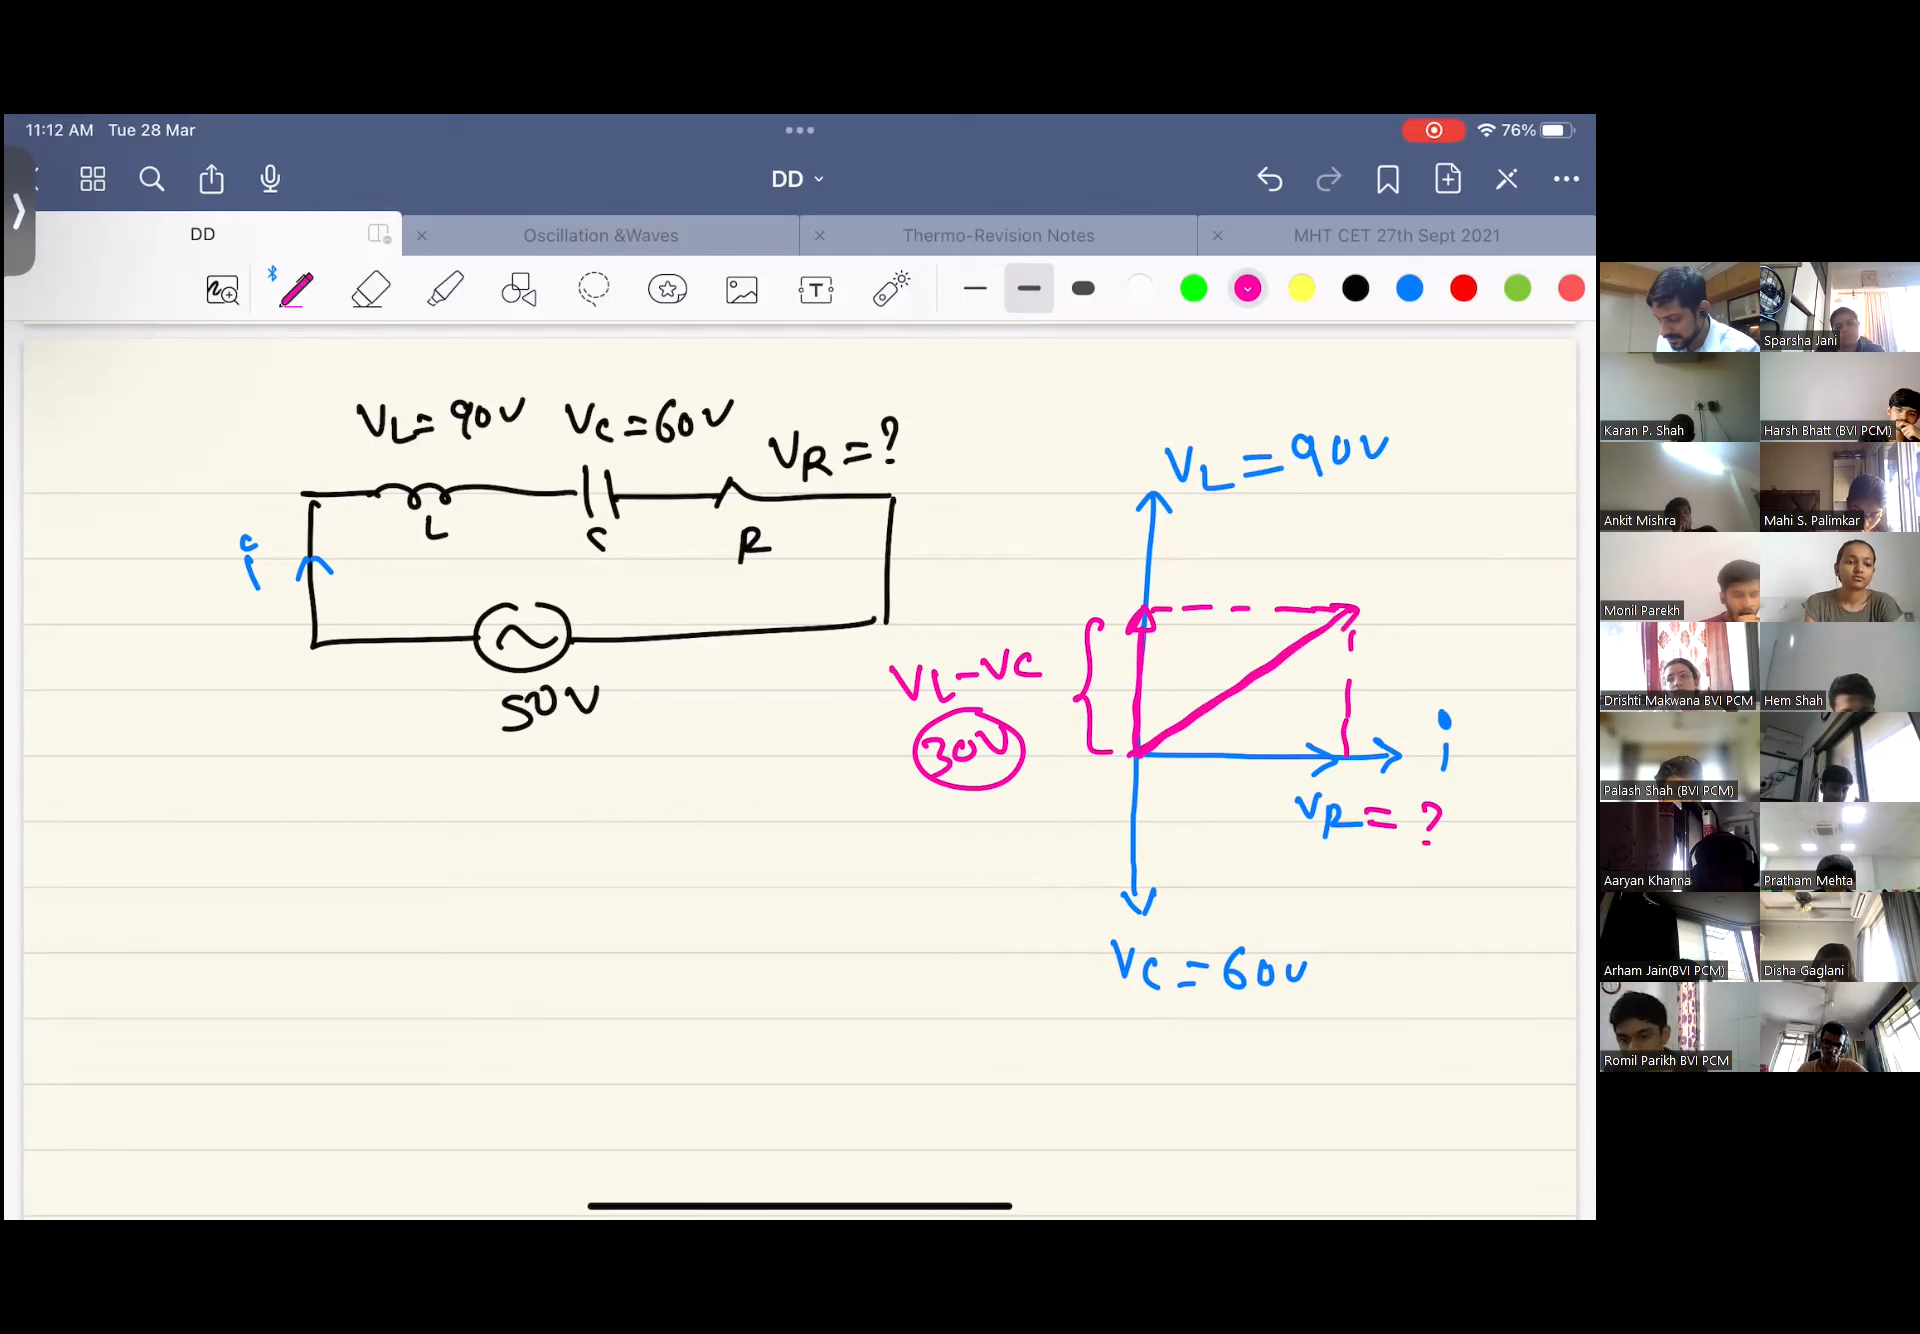 11:12 AM Tue 28 Mar
76%
DD
DD
Oscillation &Waves
Thermo-Revision Notes
MHT CET 27th Sept 2021
T
VL=90V VC=60V
VR=?
L
C
R
i
50V
VL=90V
VL-VC
30V
i
VR=?
VC=60V
Sparsha Jani
Karan P. Shah
Harsh Bhatt (BVI PCM)
Ankit Mishra
Mahi S. Palimkar
Monil Parekh
Drishti Makwana BVI PCM
Hem Shah
Palash Shah (BVI PCM)
Aaryan Khanna
Pratham Mehta
Arham Jain(BVI PCM)
Disha Gaglani
Romil Parikh BVI PCM